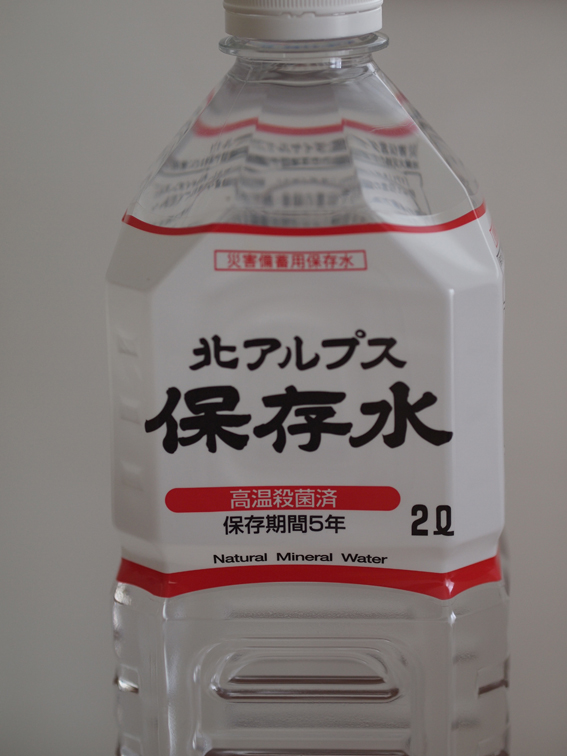 災害備蓄用保存水
北アルプス
保存水
高温殺菌済
保存期間5年
2ℓ
Natural Mineral Water